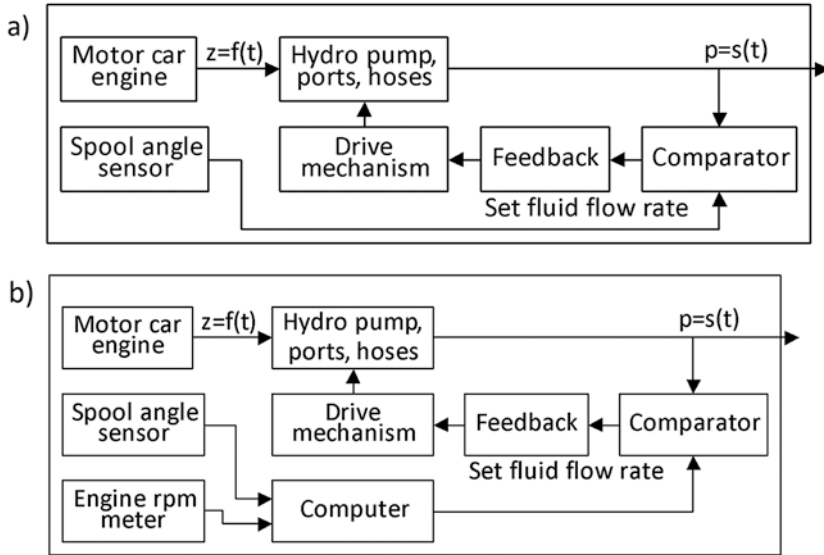 a)
Motor car
engine
z=f(t)
Hydro pump,
ports, hoses
p=s(t)
Spool angle
sensor
Drive
mechanism
Feedback
Comparator
Set fluid flow rate
b)
Motor car
engine
z=f(t)
Hydro pump,
ports, hoses
p=s(t)
Spool angle
sensor
Drive
mechanism
Feedback
Comparator
Set fluid flow rate
Engine rpm
meter
Computer